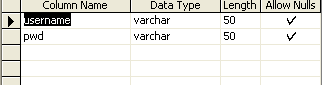 Column Name Data Type Length Allow Nulls
username varchar 50
pwd varchar 50